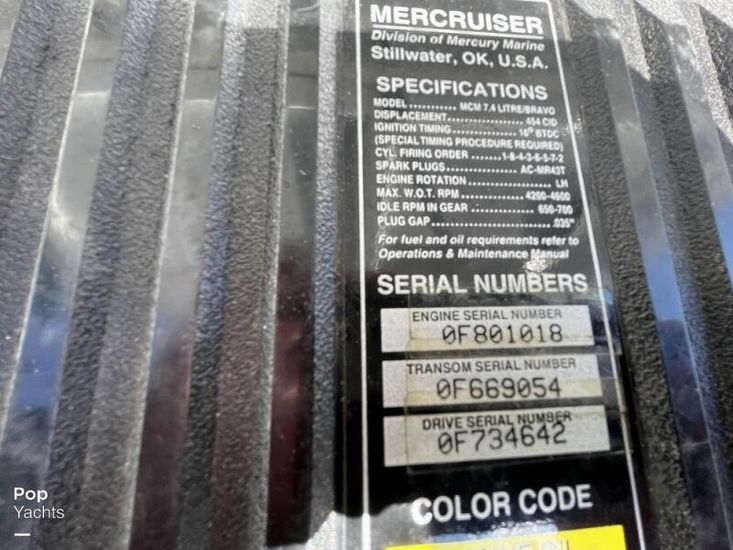 MERCRUISER
Division of Mercury Marine
Stillwater, OK, U.S.A.
SPECIFICATIONS
MODEL........... MCM 7.4 LITRE/BRAVO
DISPLACEMENT.................. 454 CID
IGNITION TIMING................ 10° BTDC
(SPECIAL TIMING PROCEDURE REQUIRED)
CYL. FIRING ORDER .......1-8-4-3-6-5-7-2
SPARK PLUGS................ AC-MR43T
ENGINE ROTATION ..................... LH
MAX. W.O.T. RPM............... 4200-4600
IDLE RPM IN GEAR ............... 650-700
PLUG GAP.............................035"
For fuel and oil requirements refer to
Operations & Maintenance Manual
SERIAL NUMBERS
ENGINE SERIAL NUMBER
0F801018
TRANSOM SERIAL NUMBER
0F669054
DRIVE SERIAL NUMBER
0F734642
COLOR CODE
Pop
Yachts